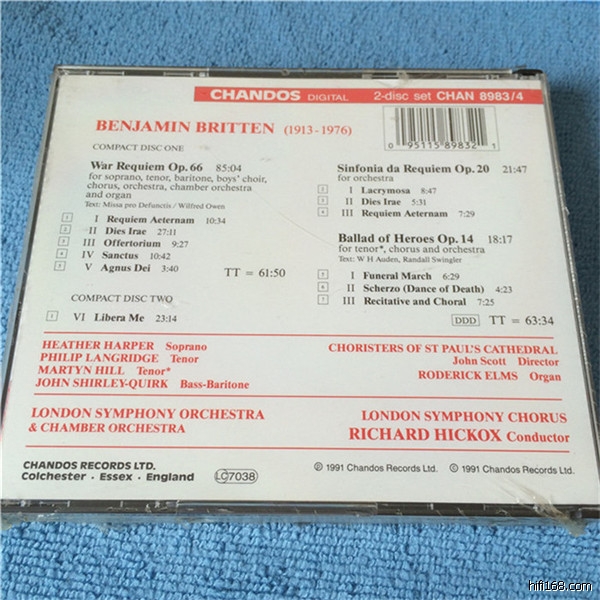 CHANDOS DIGITAL 2-disc set CHAN 8983/4
BENJAMIN BRITTEN (1913-1976)
0 95115 89832 1
COMPACT DISC ONE
War Requiem Op. 66 85:04
for soprano, tenor, baritone, boys' choir,
chorus, orchestra, chamber orchestra
and organ
Text: Missa pro Defunctis / Wilfred Owen
1 I Requiem Aeternam 10:34
2 II Dies Irae 27:11
3 III Offertorium 9:27
4 IV Sanctus 10:42
5 V Agnus Dei 3:40
TT = 61:50
COMPACT DISC TWO
1 VI Libera Me 23:14
Sinfonia da Requiem Op. 20 21:47
for orchestra
2 I Lacrymosa 8:47
3 II Dies Irae 5:31
4 III Requiem Aeternam 7:29
Ballad of Heroes Op. 14 18:17
for tenor*, chorus and orchestra
Text: W H Auden, Randall Swingler
5 I Funeral March 6:29
6 II Scherzo (Dance of Death) 4:23
7 III Recitative and Choral 7:25
DDD TT = 63:34
HEATHER HARPER Soprano
PHILIP LANGRIDGE Tenor
MARTYN HILL Tenor*
JOHN SHIRLEY-QUIRK Bass-Baritone
CHORISTERS OF ST PAUL'S CATHEDRAL
John Scott Director
RODERICK ELMS Organ
LONDON SYMPHONY ORCHESTRA
& CHAMBER ORCHESTRA
LONDON SYMPHONY CHORUS
RICHARD HICKOX Conductor
CHANDOS RECORDS LTD.
Colchester · Essex · England
LC 7038
℗ 1991 Chandos Records Ltd. © 1991 Chandos Records Ltd.
hifi168.com